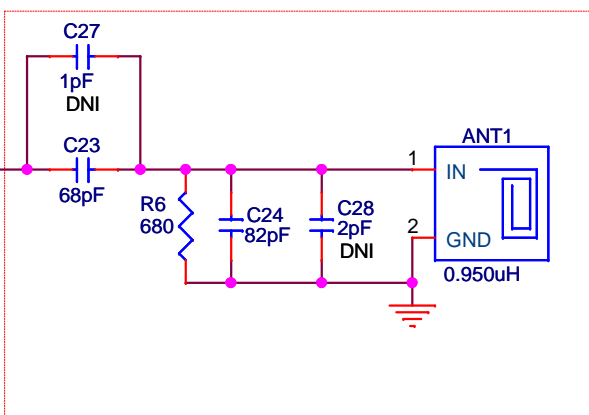 C27
1pF
DNI
C23
68pF
R6
680
C24
82pF
C28
2pF
DNI
ANT1
1
IN
2
GND
0.950uH